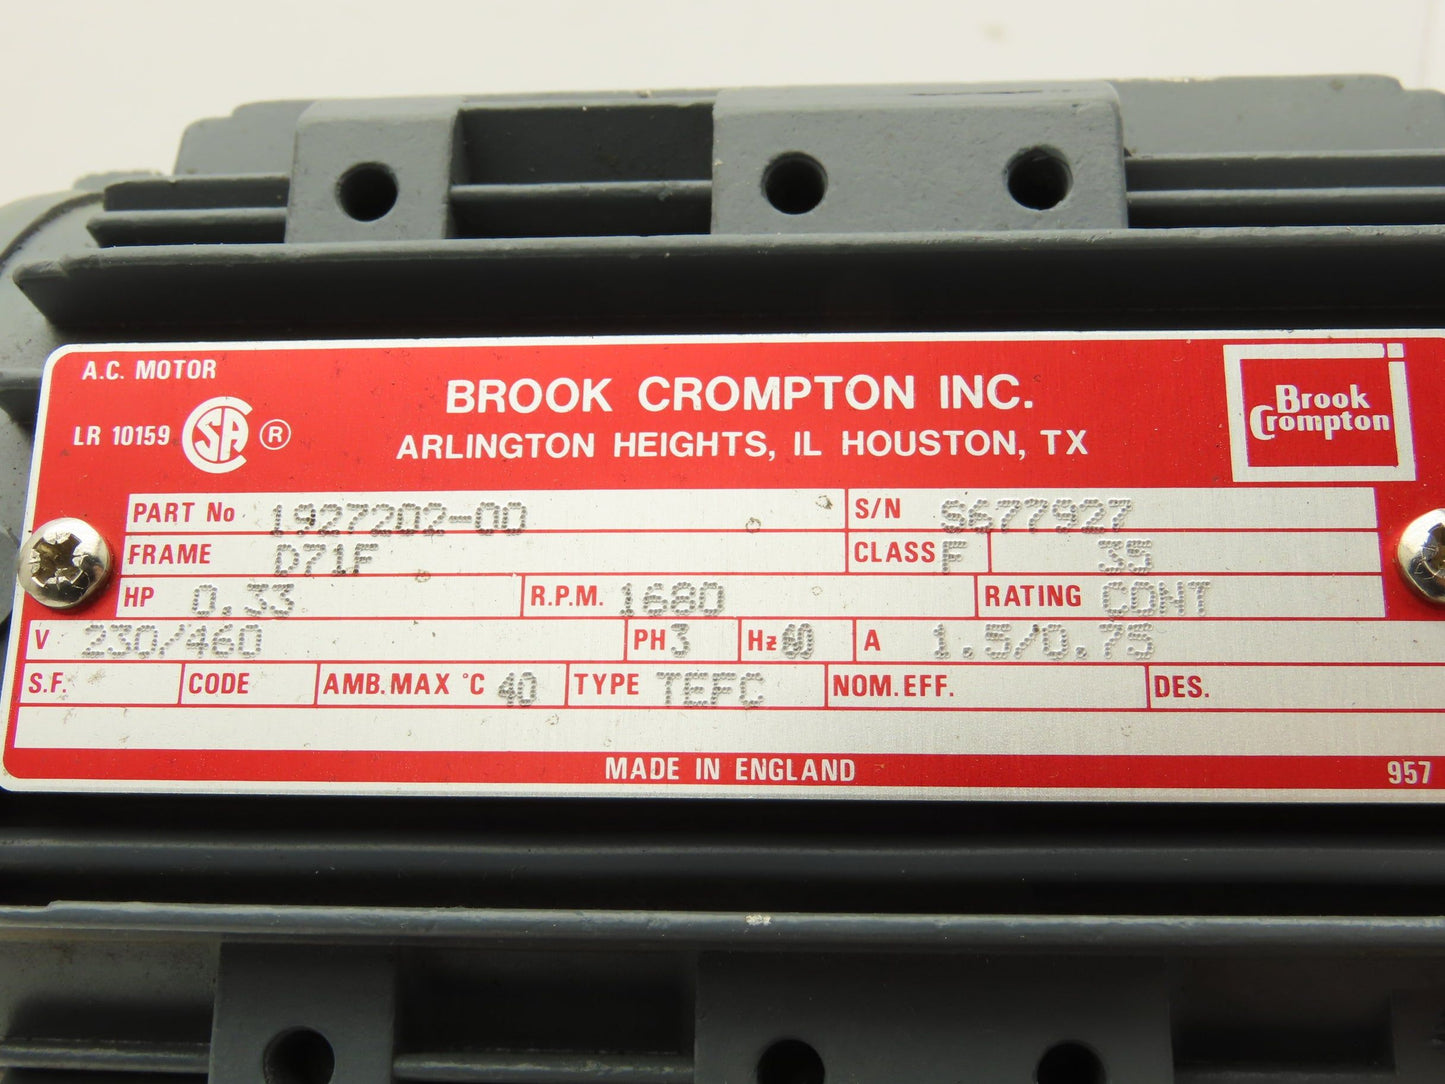 A.C. MOTOR
LR 10159 SA ®
BROOK CROMPTON INC.
ARLINGTON HEIGHTS, IL HOUSTON, TX
Brook
Crompton
PART No 1927202-00 S/N S677927
FRAME D71F CLASS F 35
HP 0.33 R.P.M. 1680 RATING CONT
V 230/460 PH 3 Hz 60 A 1.5/0.75
S.F. CODE AMB. MAX °C 40 TYPE TEFC NOM. EFF. DES.
MADE IN ENGLAND 957